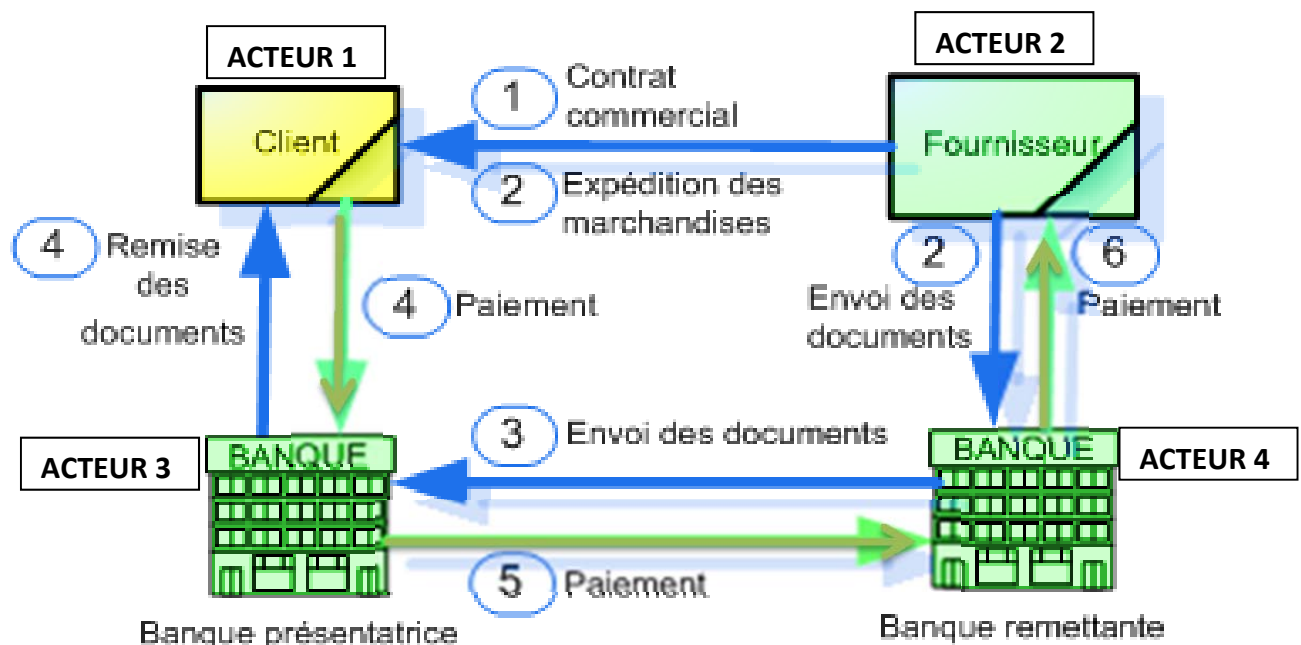 ACTEUR 1
ACTEUR 2
1
Contrat
commercial
Client
Fournisseur
2
Expédition des
marchandises
4
Remise
des
documents
4
Paiement
2
Envoi des
documents
6
Paiement
3
Envoi des documents
ACTEUR 3
BANQUE
BANQUE
ACTEUR 4
5
Paiement
Banque présentatrice
Banque remettante